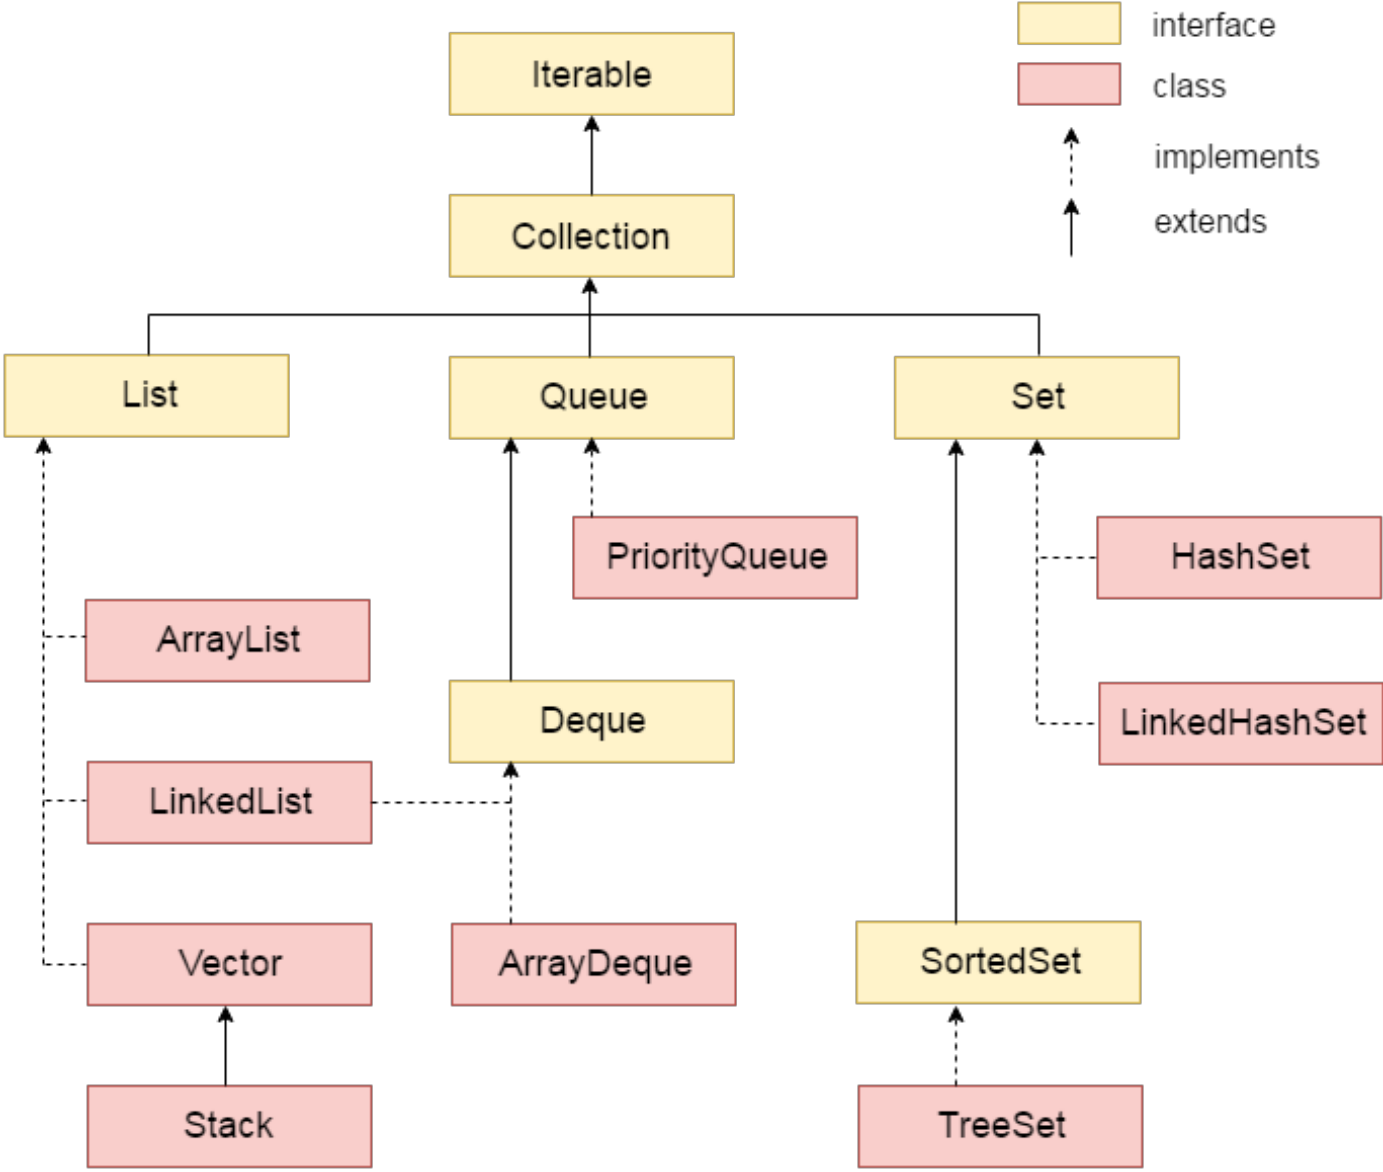 interface
Iterable
class
implements
extends
Collection
List
Queue
Set
PriorityQueue
HashSet
ArrayList
Deque
LinkedHashSet
LinkedList
Vector
ArrayDeque
SortedSet
Stack
TreeSet